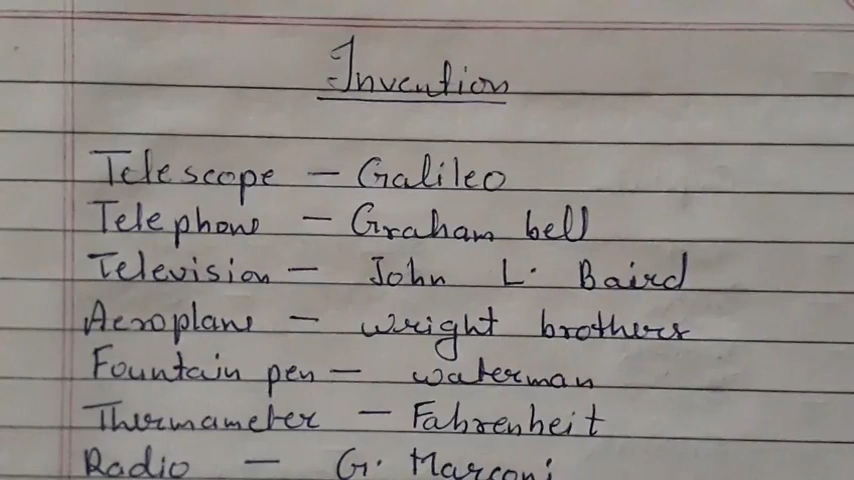 Invention
Telescope - Galileo
Telephone - Graham bell
Television - John L. Baird
Aeroplane - wright brothers
Fountain pen - waterman
Thermameter - Fahrenheit
Radio - G. Marconi